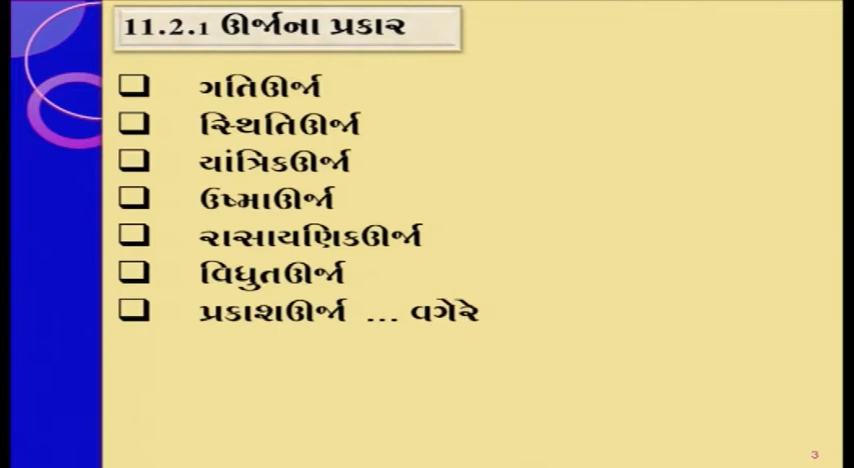 11.2.1 ઊર્જાના પ્રકાર
ગતિઊર્જા
સ્થિતિઊર્જા
યાંત્રિકઊર્જા
ઉષ્માઊર્જા
રાસાયણિકઊર્જા
વિધુતઊર્જા
પ્રકાશઊર્જા ... વગેરે
3